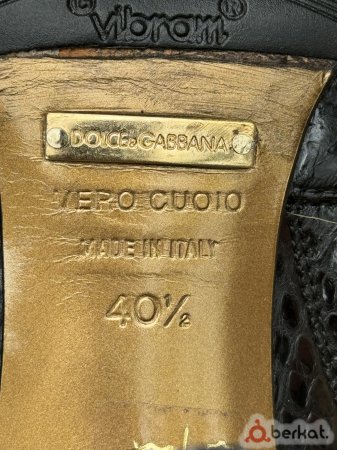 vibram®
DOLCE&GABBANA
VERO CUOIO
MADE IN ITALY
40½
berkat.